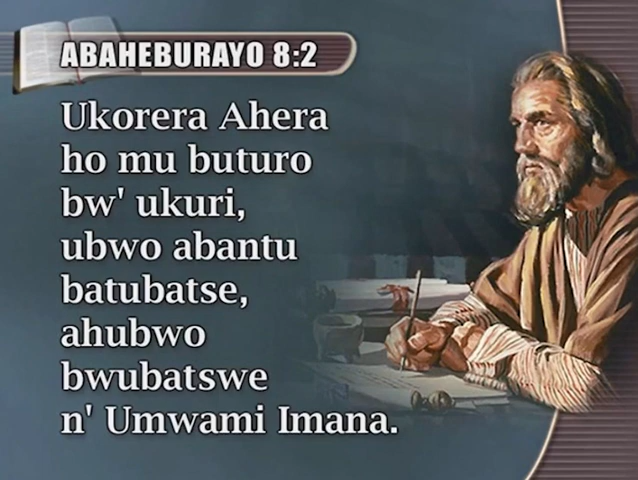 ABAHEBURAYO 8:2
Ukorera Ahera
ho mu buturo
bw' ukuri,
ubwo abantu
batubatse,
ahubwo
bwubatswe
n' Umwami Imana.